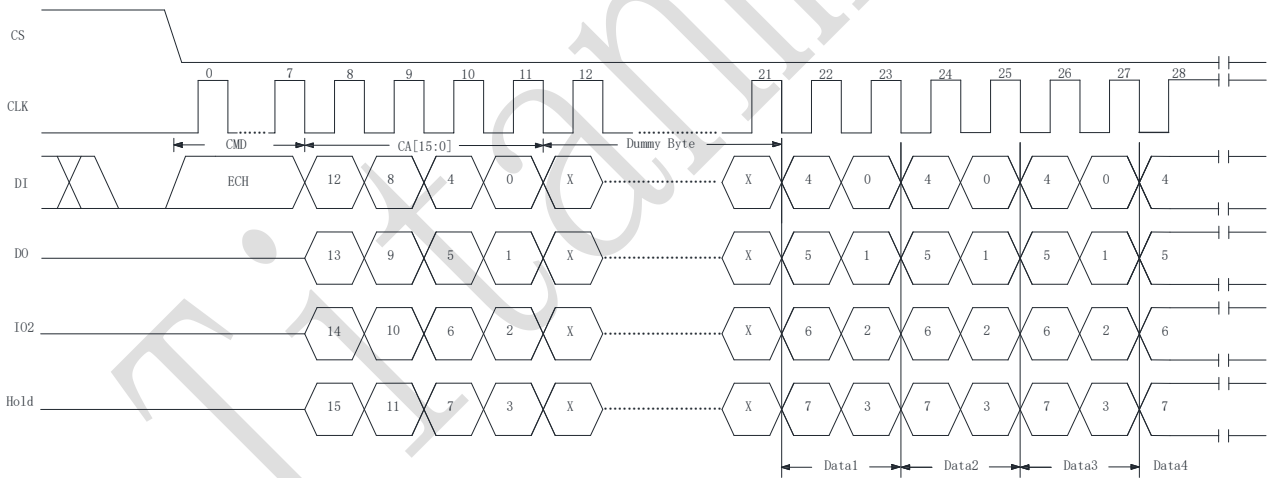 CS
0 7 8 9 10 11 12 21 22 23 24 25 26 27 28
CLK
CMD CA[15:0] Dummy Byte
DI ECH 12 8 4 0 X X 4 0 4 0 4 0 4
DO 13 9 5 1 X X 5 1 5 1 5 1 5
IO2 14 10 6 2 X X 6 2 6 2 6 2 6
Hold 15 11 7 3 X X 7 3 7 3 7 3 7
Data1 Data2 Data3 Data4